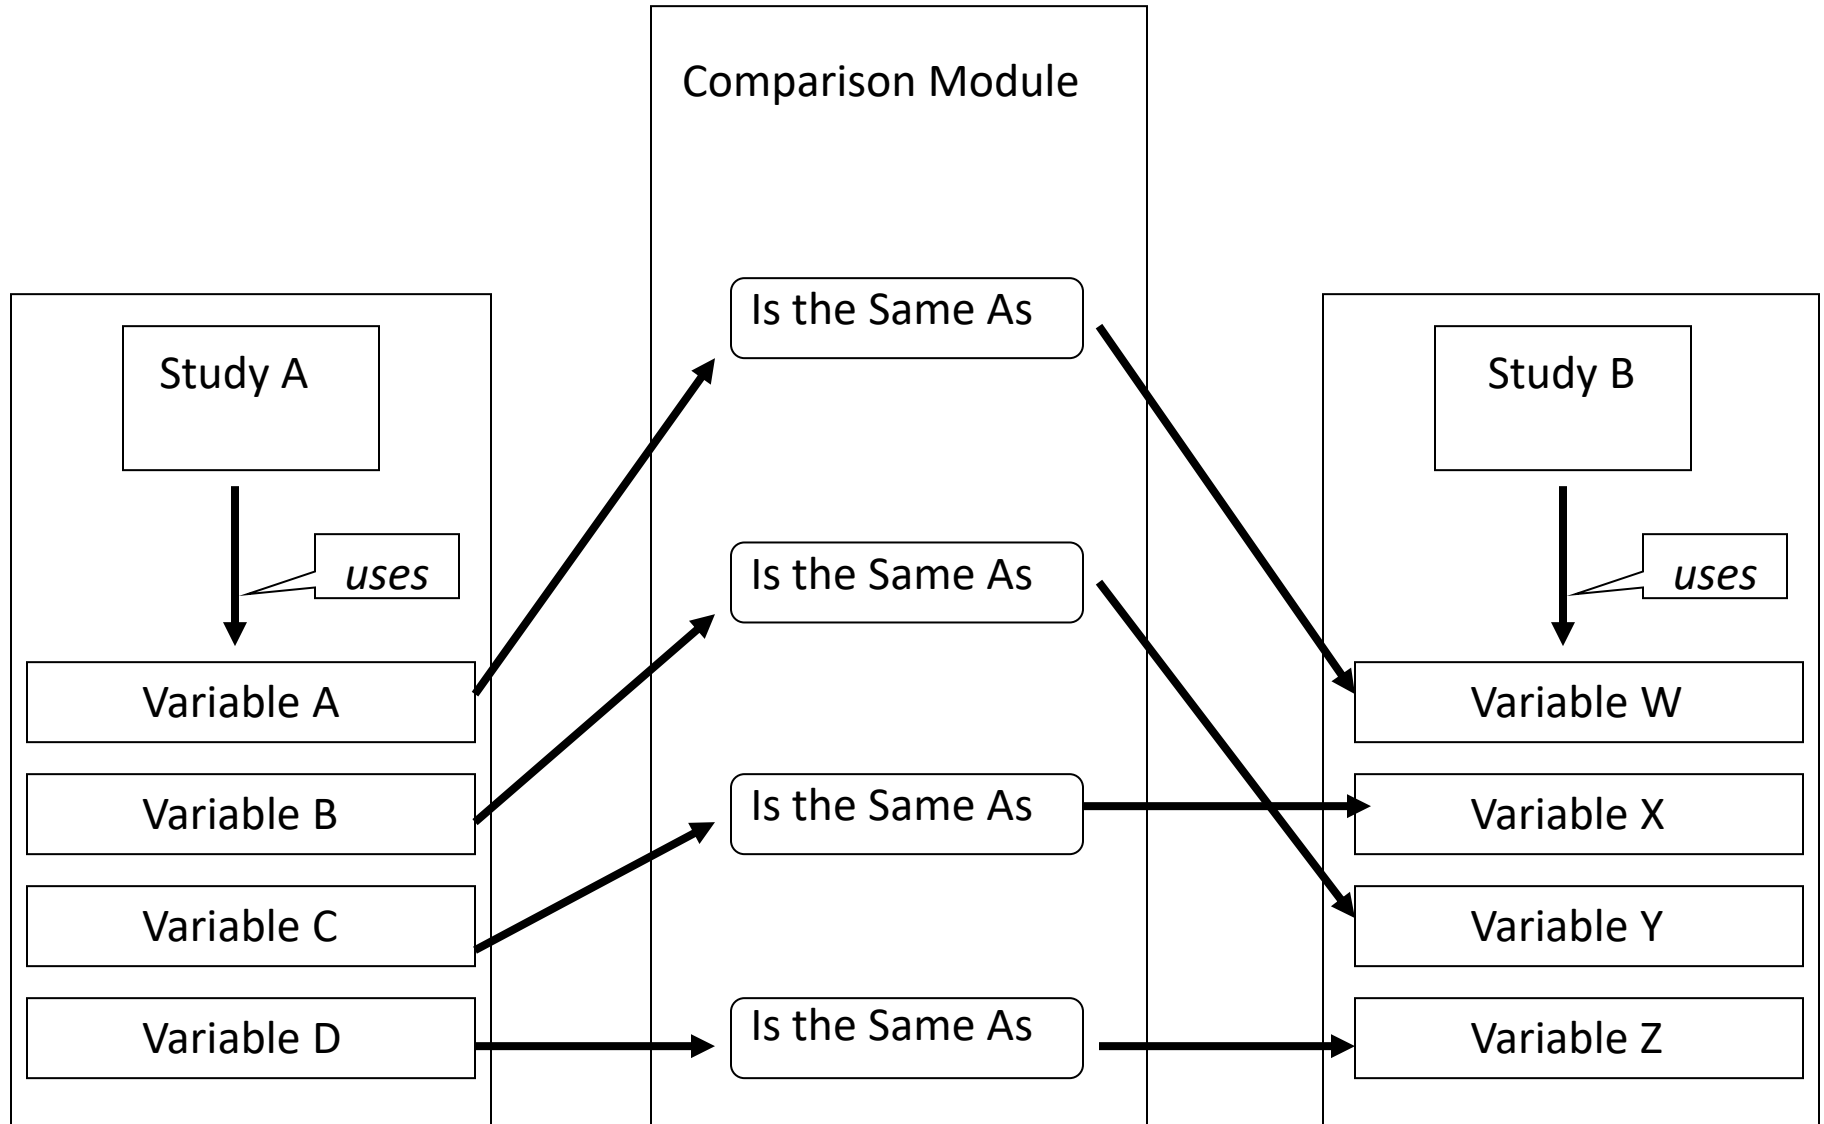 Comparison Module
Study A
uses
Variable A
Variable B
Variable C
Variable D
Is the Same As
Is the Same As
Is the Same As
Is the Same As
Study B
uses
Variable W
Variable X
Variable Y
Variable Z